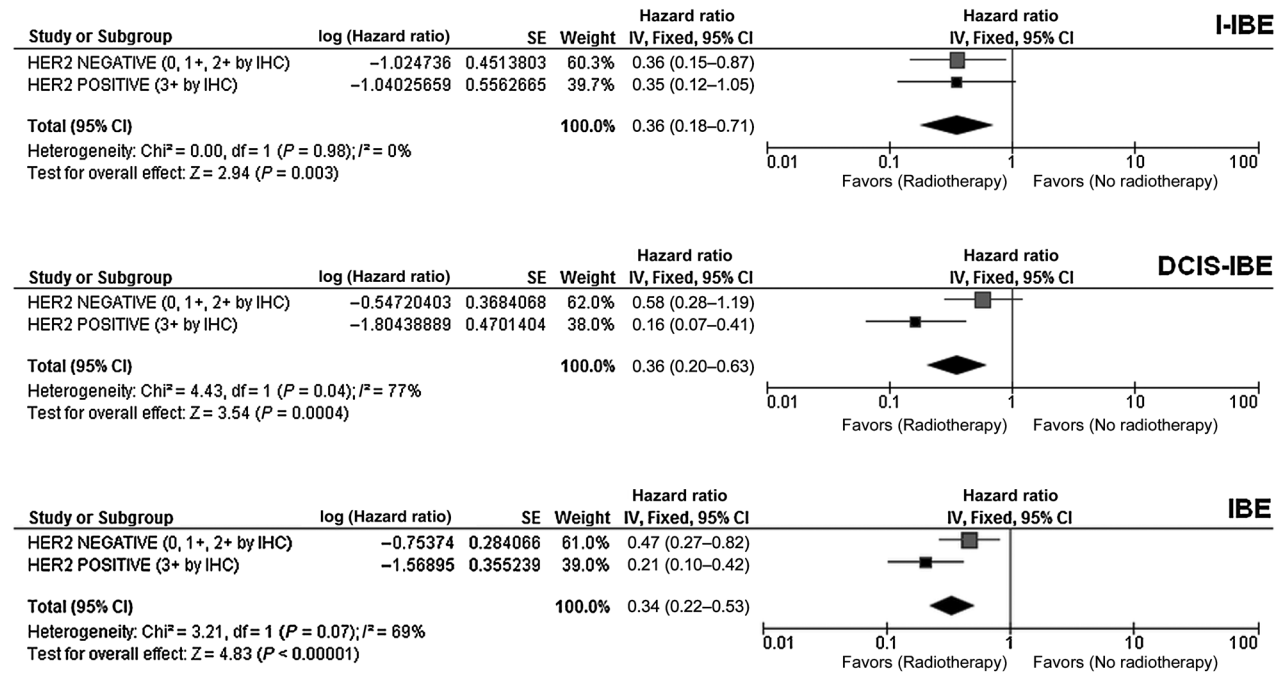 Hazard ratio Hazard ratio I-IBE
Study or Subgroup log (Hazard ratio) SE Weight IV, Fixed, 95% CI IV, Fixed, 95% CI
HER2 NEGATIVE (0, 1+, 2+ by IHC) −1.024736 0.4513803 60.3% 0.36 (0.15–0.87)
HER2 POSITIVE (3+ by IHC) −1.04025659 0.5562665 39.7% 0.35 (0.12–1.05)
Total (95% CI) 100.0% 0.36 (0.18–0.71)
Heterogeneity: Chi² = 0.00, df = 1 (P = 0.98); I² = 0%
Test for overall effect: Z = 2.94 (P = 0.003)
0.01 0.1 1 10 100
Favors (Radiotherapy) Favors (No radiotherapy)
Hazard ratio Hazard ratio DCIS-IBE
Study or Subgroup log (Hazard ratio) SE Weight IV, Fixed, 95% CI IV, Fixed, 95% CI
HER2 NEGATIVE (0, 1+, 2+ by IHC) −0.54720403 0.3684068 62.0% 0.58 (0.28–1.19)
HER2 POSITIVE (3+ by IHC) −1.80438889 0.4701404 38.0% 0.16 (0.07–0.41)
Total (95% CI) 100.0% 0.36 (0.20–0.63)
Heterogeneity: Chi² = 4.43, df = 1 (P = 0.04); I² = 77%
Test for overall effect: Z = 3.54 (P = 0.0004)
0.01 0.1 1 10 100
Favors (Radiotherapy) Favors (No radiotherapy)
Hazard ratio Hazard ratio IBE
Study or Subgroup log (Hazard ratio) SE Weight IV, Fixed, 95% CI IV, Fixed, 95% CI
HER2 NEGATIVE (0, 1+, 2+ by IHC) −0.75374 0.284066 61.0% 0.47 (0.27–0.82)
HER2 POSITIVE (3+ by IHC) −1.56895 0.355239 39.0% 0.21 (0.10–0.42)
Total (95% CI) 100.0% 0.34 (0.22–0.53)
Heterogeneity: Chi² = 3.21, df = 1 (P = 0.07); I² = 69%
Test for overall effect: Z = 4.83 (P < 0.00001)
0.01 0.1 1 10 100
Favors (Radiotherapy) Favors (No radiotherapy)